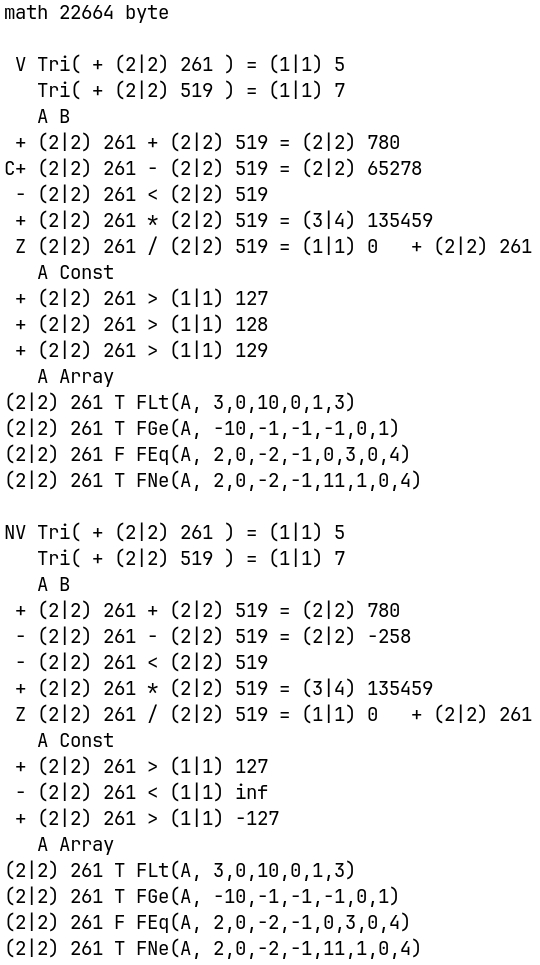 math 22664 byte

 V Tri( + (2|2) 261 ) = (1|1) 5
   Tri( + (2|2) 519 ) = (1|1) 7
   A B
 + (2|2) 261 + (2|2) 519 = (2|2) 780
C+ (2|2) 261 - (2|2) 519 = (2|2) 65278
 - (2|2) 261 < (2|2) 519
 + (2|2) 261 * (2|2) 519 = (3|4) 135459
 Z (2|2) 261 / (2|2) 519 = (1|1) 0   + (2|2) 261
   A Const
 + (2|2) 261 > (1|1) 127
 + (2|2) 261 > (1|1) 128
 + (2|2) 261 > (1|1) 129
   A Array
(2|2) 261 T FLt(A, 3,0,10,0,1,3)
(2|2) 261 T FGe(A, -10,-1,-1,-1,0,1)
(2|2) 261 F FEq(A, 2,0,-2,-1,0,3,0,4)
(2|2) 261 T FNe(A, 2,0,-2,-1,11,1,0,4)

NV Tri( + (2|2) 261 ) = (1|1) 5
   Tri( + (2|2) 519 ) = (1|1) 7
   A B
 + (2|2) 261 + (2|2) 519 = (2|2) 780
 - (2|2) 261 - (2|2) 519 = (2|2) -258
 - (2|2) 261 < (2|2) 519
 + (2|2) 261 * (2|2) 519 = (3|4) 135459
 Z (2|2) 261 / (2|2) 519 = (1|1) 0   + (2|2) 261
   A Const
 + (2|2) 261 > (1|1) 127
 - (2|2) 261 < (1|1) inf
 + (2|2) 261 > (1|1) -127
   A Array
(2|2) 261 T FLt(A, 3,0,10,0,1,3)
(2|2) 261 T FGe(A, -10,-1,-1,-1,0,1)
(2|2) 261 F FEq(A, 2,0,-2,-1,0,3,0,4)
(2|2) 261 T FNe(A, 2,0,-2,-1,11,1,0,4)